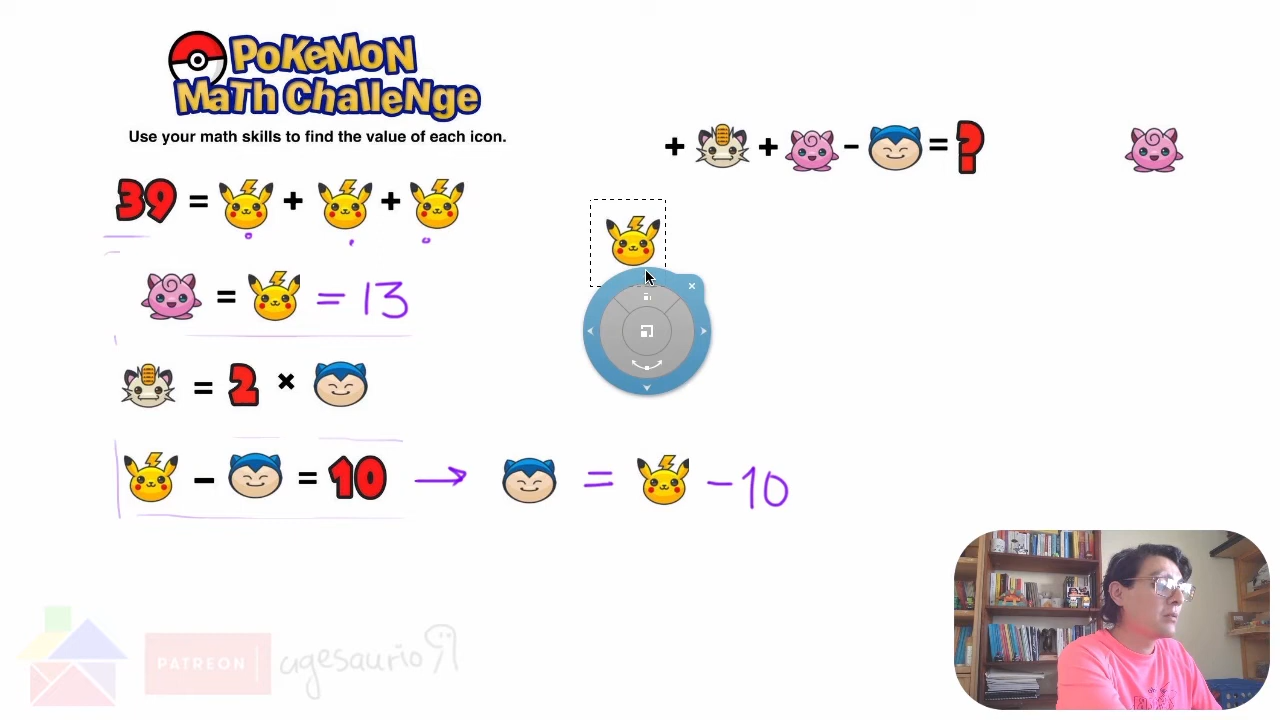 PoKeMoN
MaTh ChalleNge
Use your math skills to find the value of each icon.
39 = + +
= = 13
= 2 ×
- = 10 → = - 10
+ + - = ?
PATREON
agesaurio